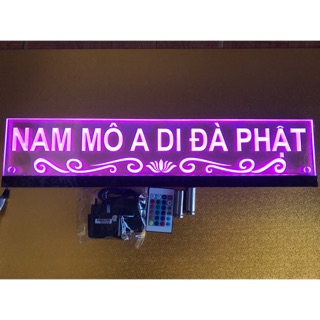 NAM MÔ A DI ĐÀ PHẬT